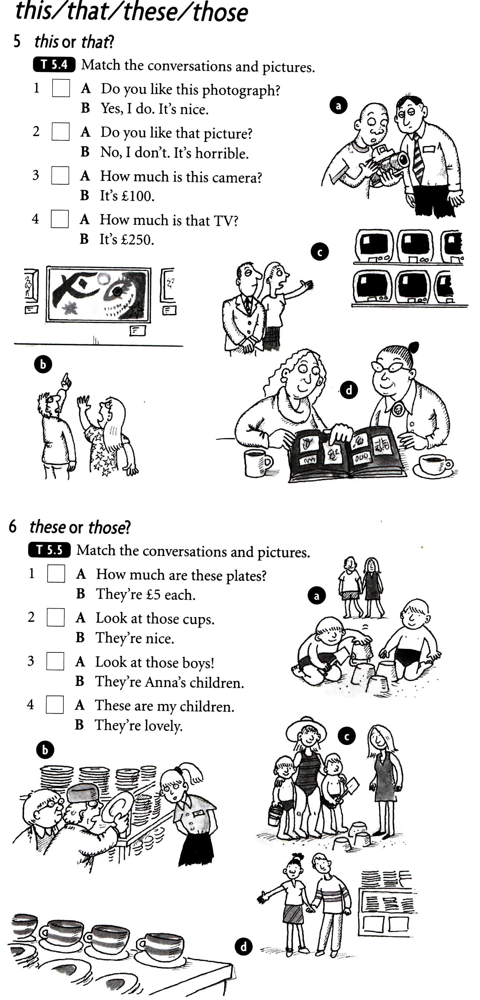 this/that/these/those
5 this or that?
T 5.4 Match the conversations and pictures.
1 A Do you like this photograph?
B Yes, I do. It's nice.
2 A Do you like that picture?
B No, I don't. It's horrible.
3 A How much is this camera?
B It's £100.
4 A How much is that TV?
B It's £250.
a
c
b
d
6 these or those?
T 5.5 Match the conversations and pictures.
1 A How much are these plates?
B They're £5 each.
2 A Look at those cups.
B They're nice.
3 A Look at those boys!
B They're Anna's children.
4 A These are my children.
B They're lovely.
a
c
b
d